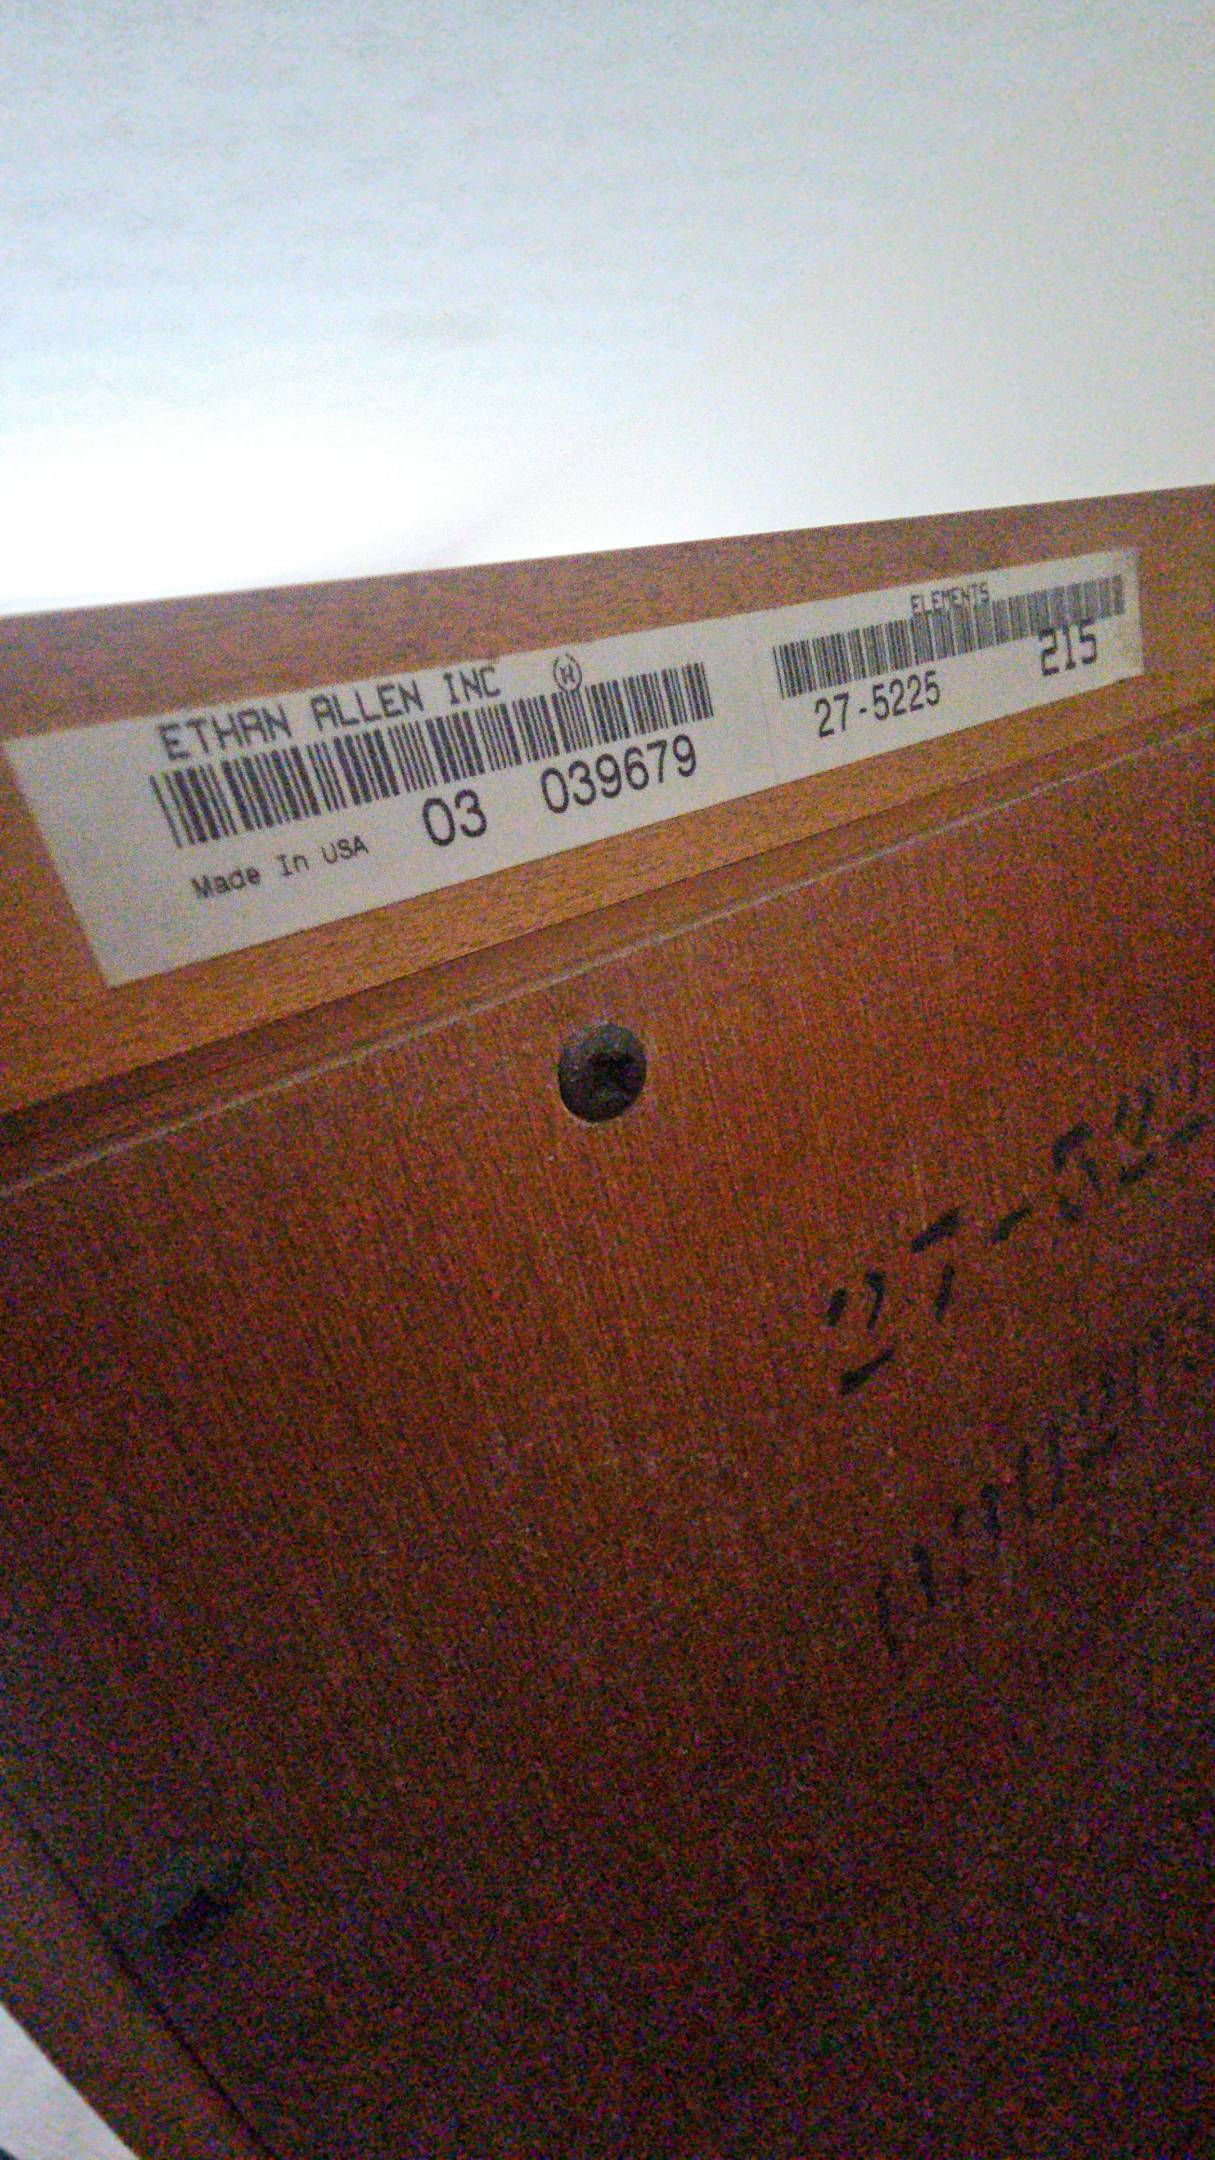 ETHAN ALLEN INC (H)
Made In USA 03 039679
ELEMENTS
27-5225 215